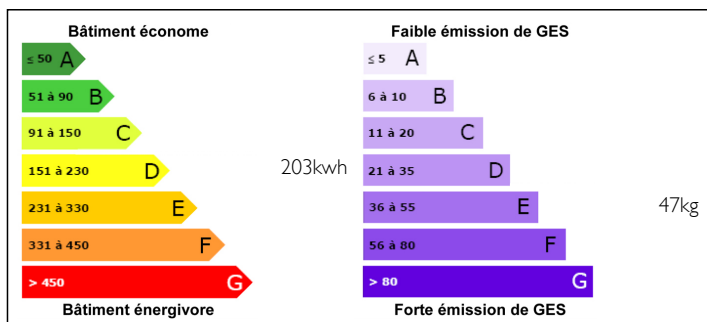 Bâtiment économe
≤ 50 A
51 à 90 B
91 à 150 C
151 à 230 D
203kwh
231 à 330 E
331 à 450 F
> 450 G
Bâtiment énergivore
Faible émission de GES
≤ 5 A
6 à 10 B
11 à 20 C
21 à 35 D
36 à 55 E
47kg
56 à 80 F
> 80 G
Forte émission de GES